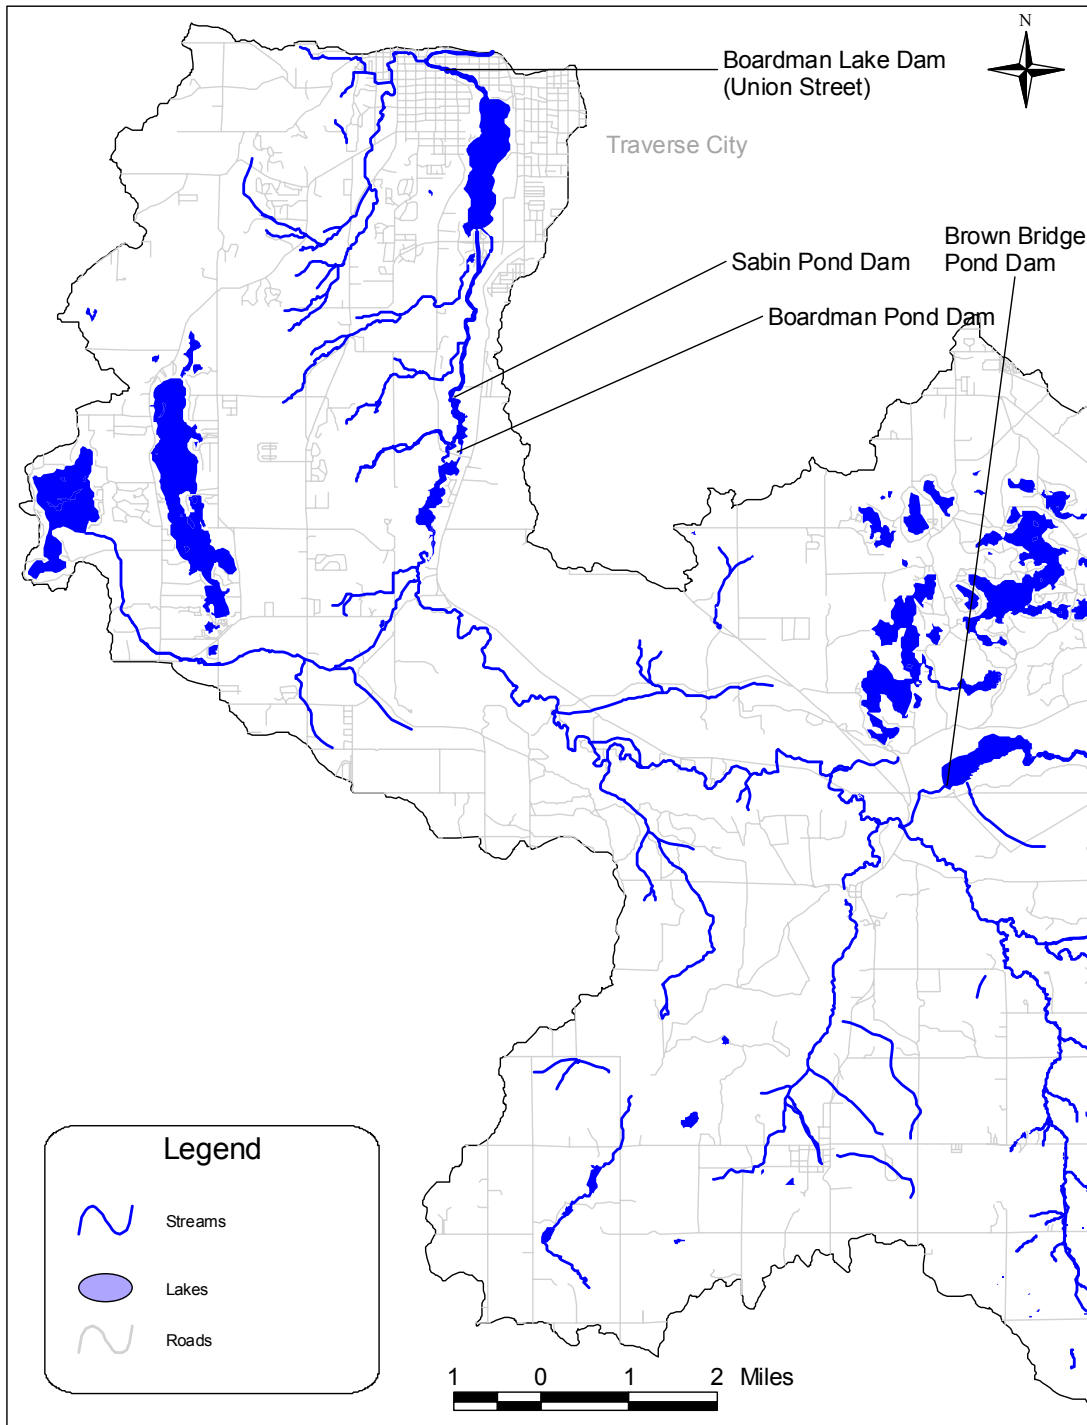 N
Boardman Lake Dam
(Union Street)
Traverse City
Brown Bridge
Pond Dam
Sabin Pond Dam
Boardman Pond Dam
Legend
Streams
Lakes
Roads
1 0 1 2 Miles